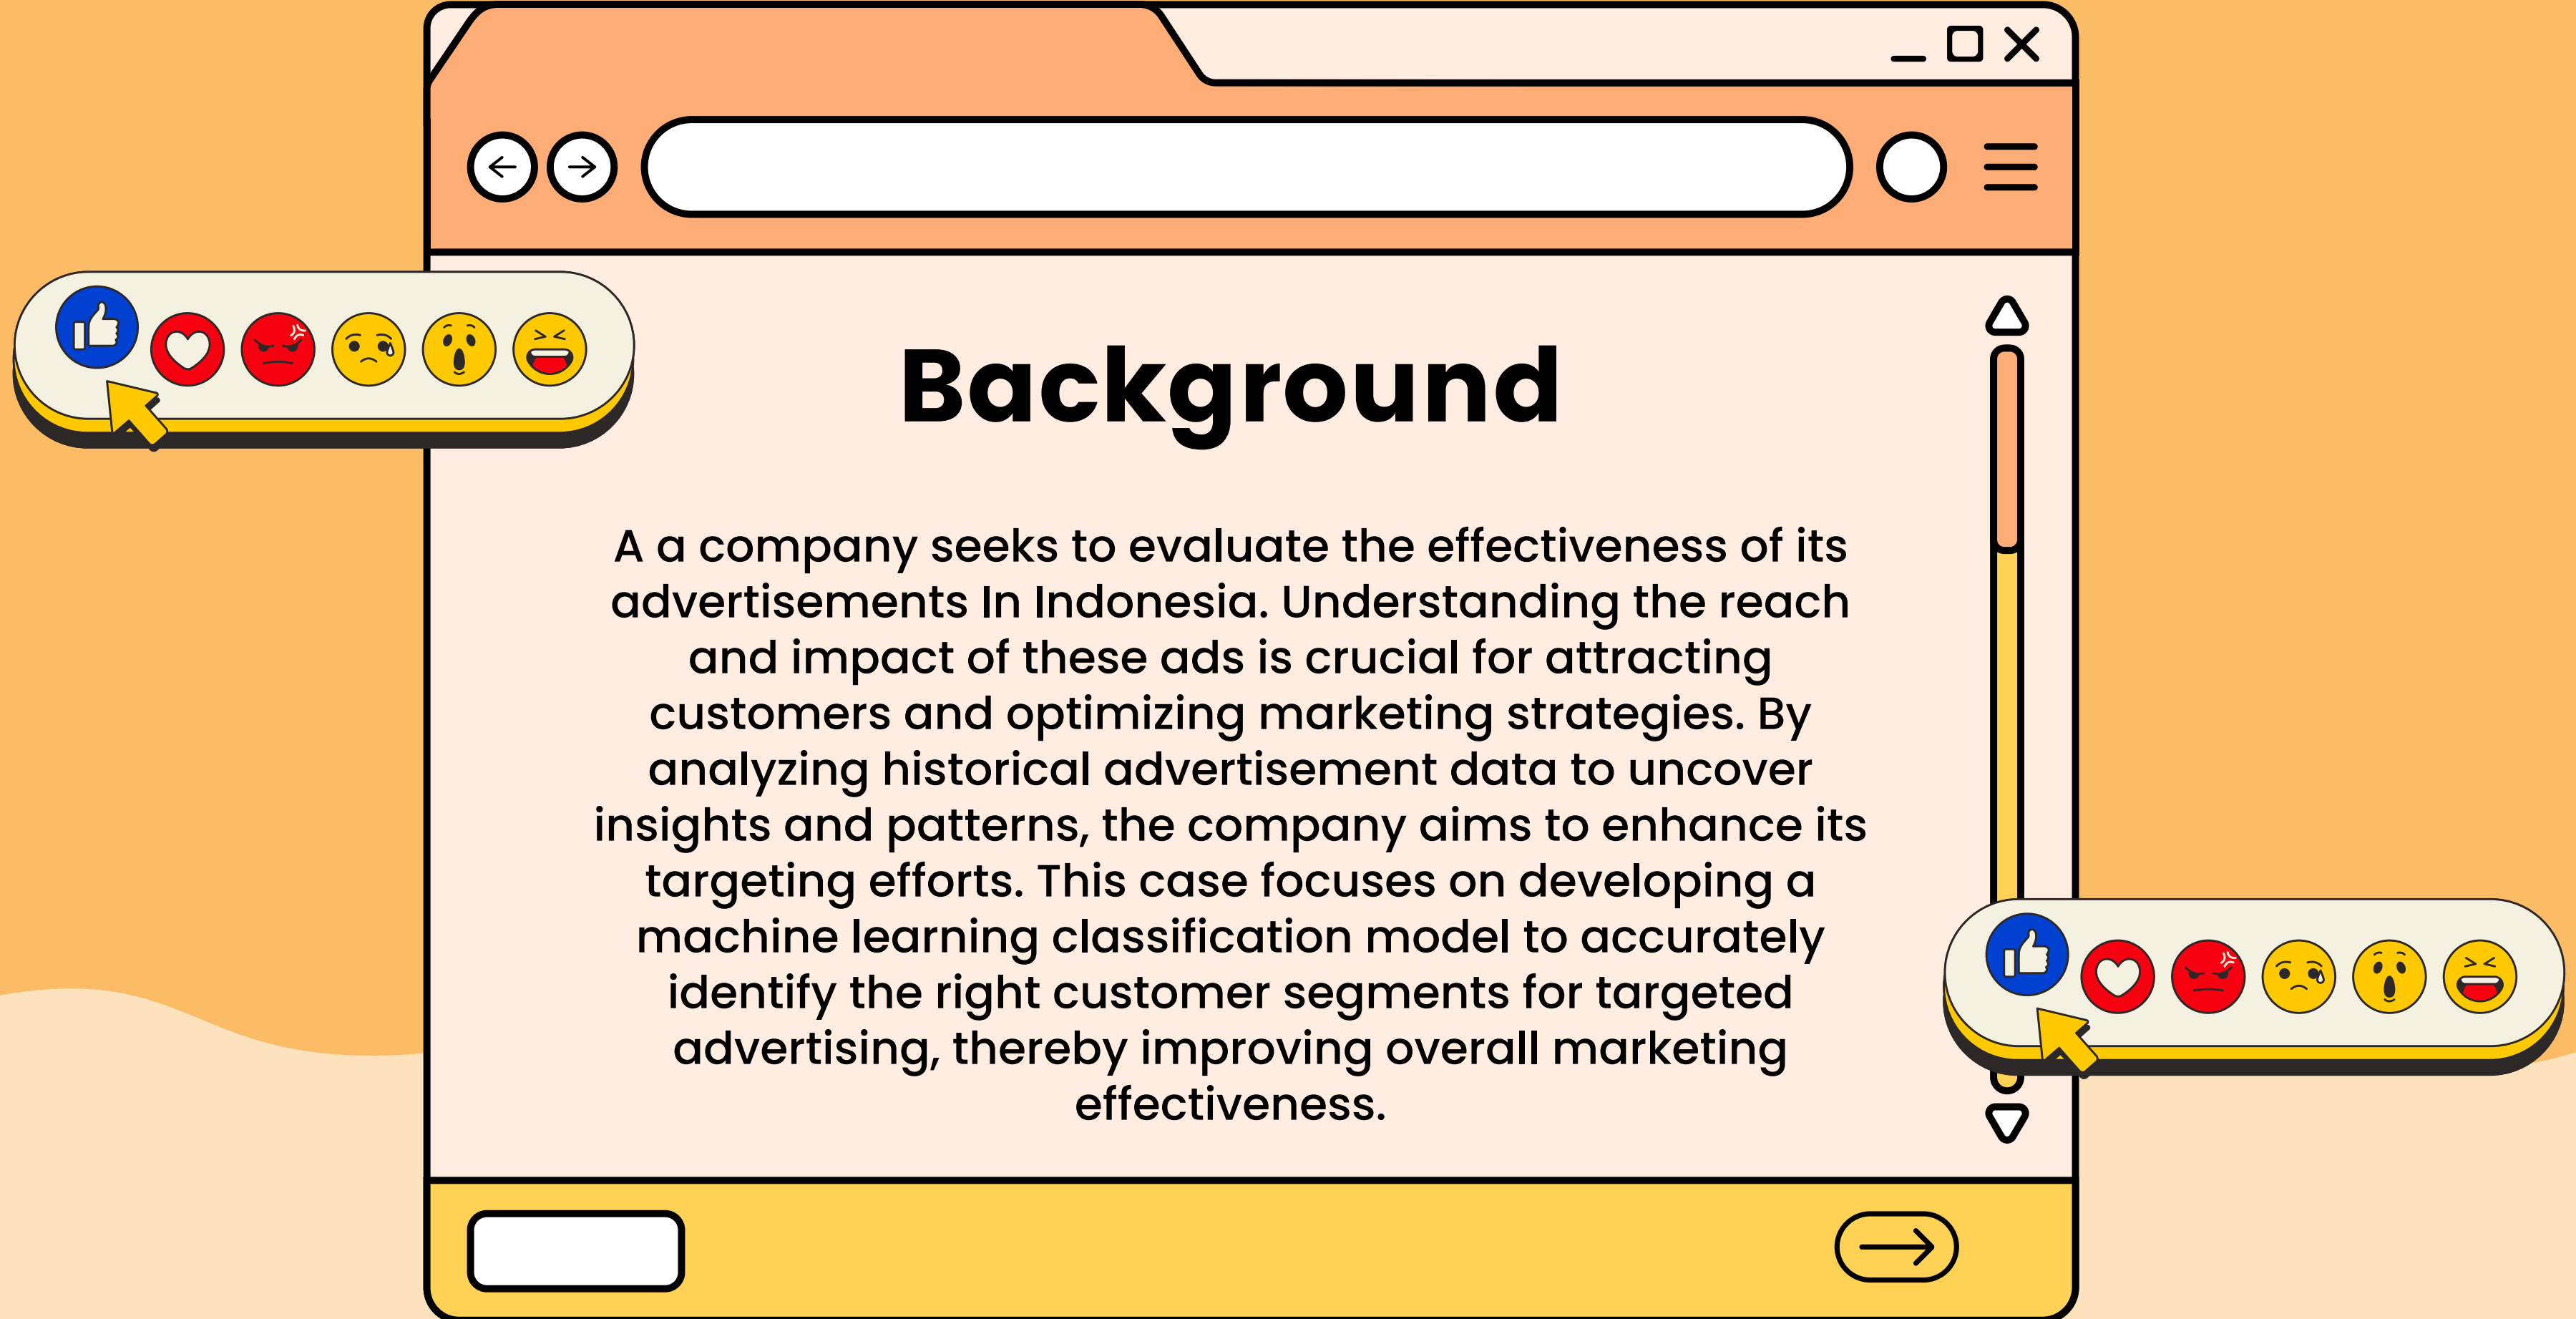 Background
A a company seeks to evaluate the effectiveness of its
advertisements In Indonesia. Understanding the reach
and impact of these ads is crucial for attracting
customers and optimizing marketing strategies. By
analyzing historical advertisement data to uncover
insights and patterns, the company aims to enhance its
targeting efforts. This case focuses on developing a
machine learning classification model to accurately
identify the right customer segments for targeted
advertising, thereby improving overall marketing
effectiveness.